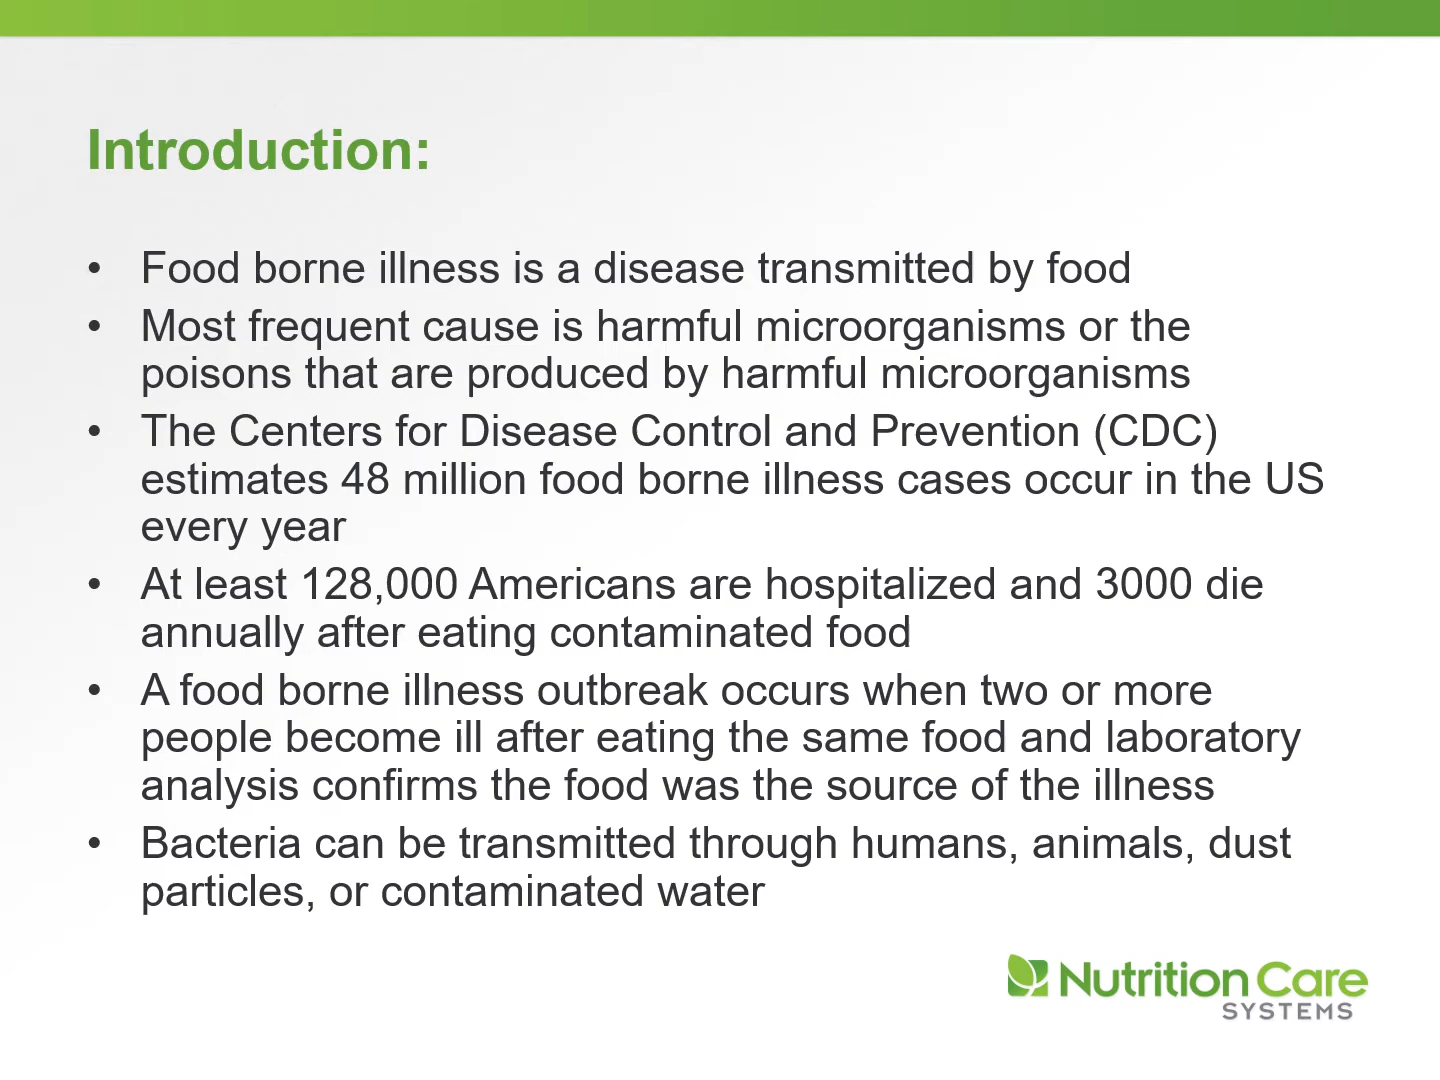 Introduction:
• Food borne illness is a disease transmitted by food
• Most frequent cause is harmful microorganisms or the
poisons that are produced by harmful microorganisms
• The Centers for Disease Control and Prevention (CDC)
estimates 48 million food borne illness cases occur in the US
every year
• At least 128,000 Americans are hospitalized and 3000 die
annually after eating contaminated food
• A food borne illness outbreak occurs when two or more
people become ill after eating the same food and laboratory
analysis confirms the food was the source of the illness
• Bacteria can be transmitted through humans, animals, dust
particles, or contaminated water
Nutrition Care
SYSTEMS